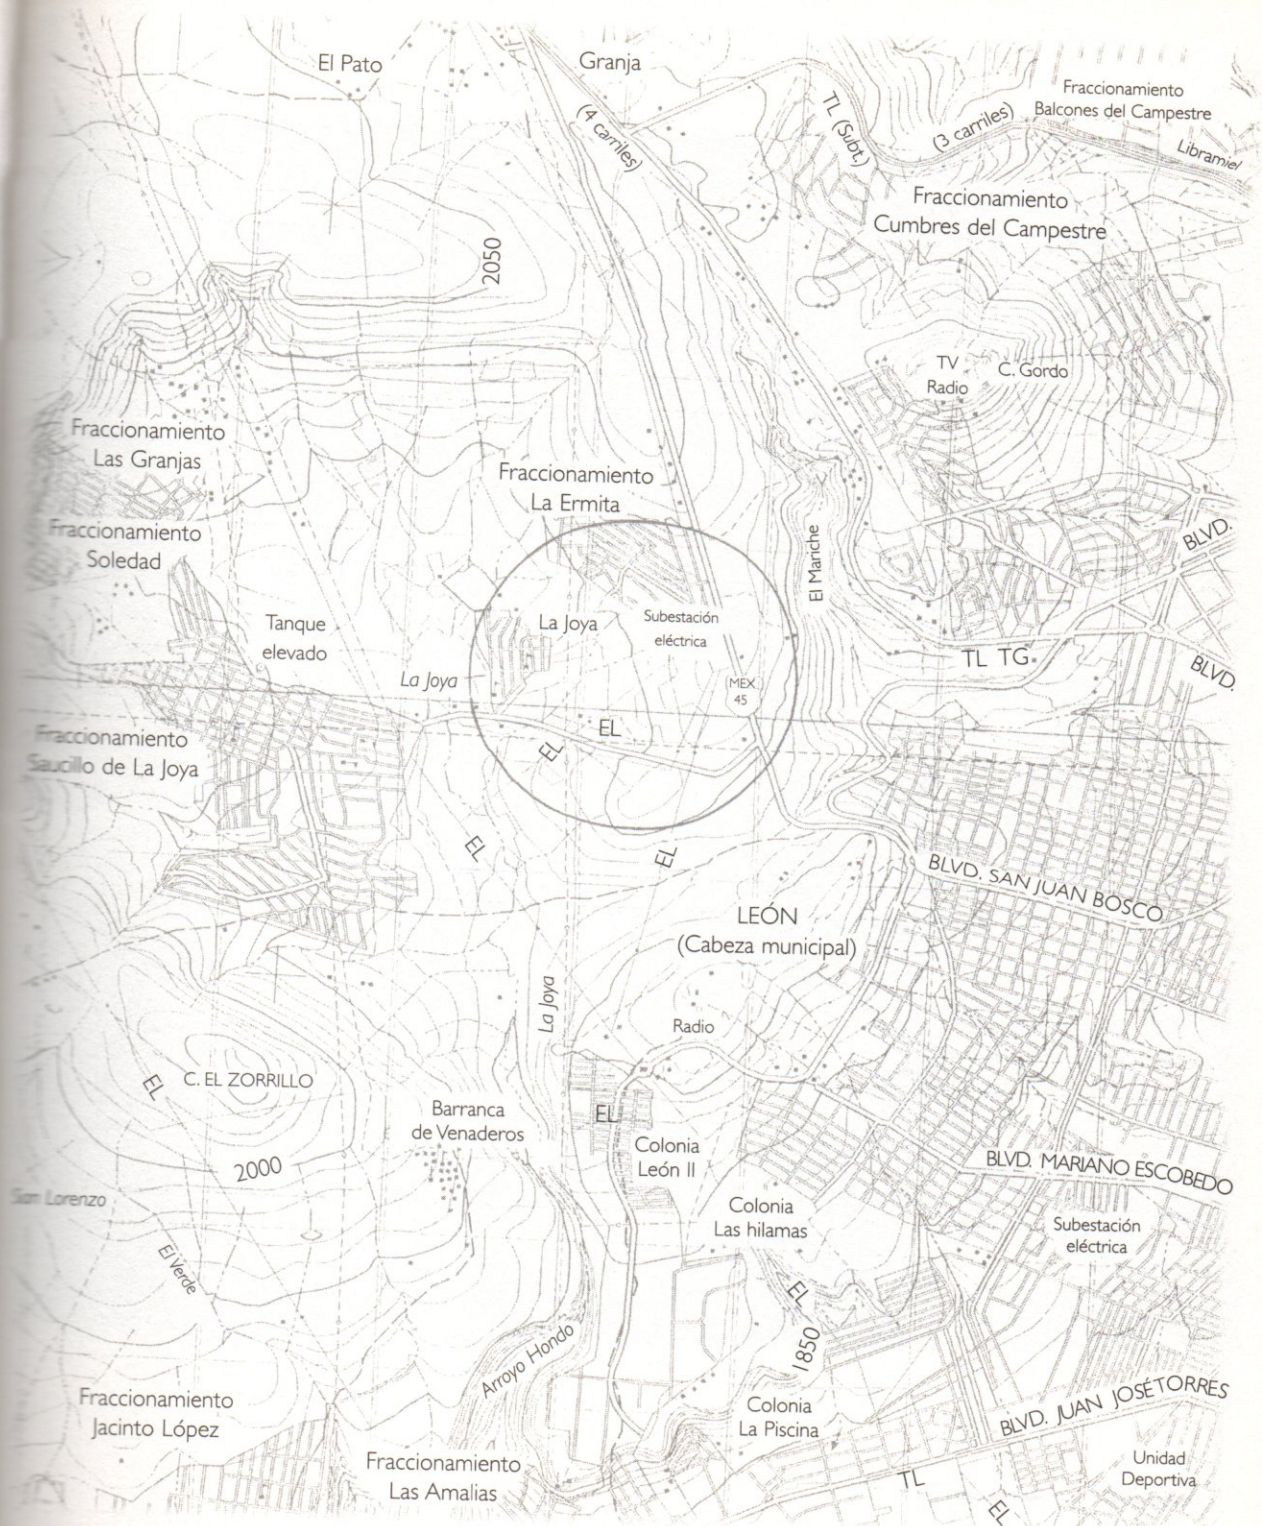 El Pato
Granja
(4 carriles)
TL (Subt.)
(3 carriles)
Fraccionamiento
Balcones del Campestre
Libramiel
Fraccionamiento
Cumbres del Campestre
2050
TV
Radio
C. Gordo
Fraccionamiento
Las Granjas
Fraccionamiento
La Ermita
Fraccionamiento
Soledad
BLVD.
El Mariche
Tanque
elevado
La Joya
Subestación
eléctrica
La Joya
TL TG
BLVD.
MEX
45
Fraccionamiento
Saucillo de La Joya
EL
EL
EL
EL
BLVD. SAN JUAN BOSCO
LEÓN
(Cabeza municipal)
La Joya
Radio
EL
C. EL ZORRILLO
Barranca
de Venaderos
EL
Colonia
León II
2000
BLVD. MARIANO ESCOBEDO
San Lorenzo
Colonia
Las hilamas
Subestación
eléctrica
El Verde
EL
1850
Arroyo Hondo
Fraccionamiento
Jacinto López
Colonia
La Piscina
BLVD. JUAN JOSÉ TORRES
Fraccionamiento
Las Amalias
TL
EL
Unidad
Deportiva